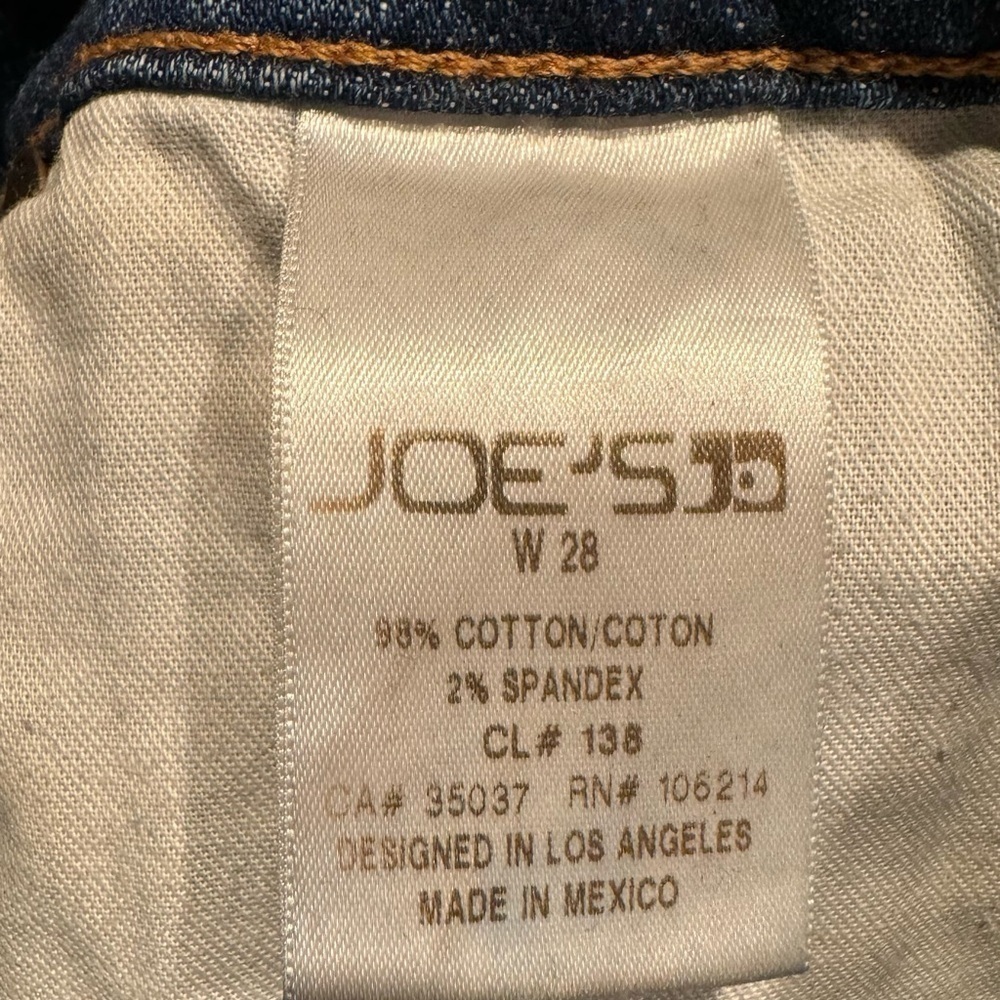 JOE'S
W 28
98% COTTON/COTON
2% SPANDEX
CL# 138
CA# 35037 RN# 106214
DESIGNED IN LOS ANGELES
MADE IN MEXICO